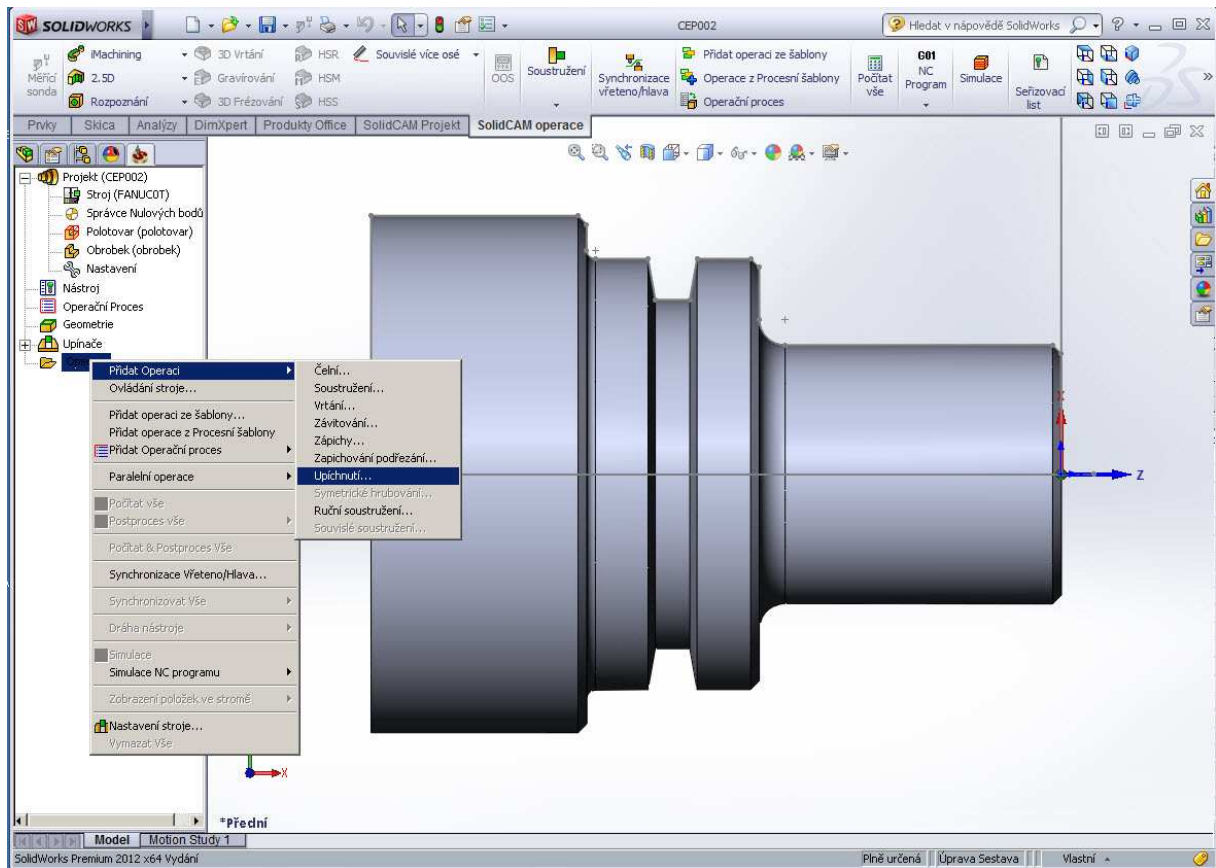 SOLIDWORKS
CEP002
Hledat v nápovědě SolidWorks
Měřicí sonda
iMachining
2.5D
Rozpoznání
3D Vrtání
Gravírování
3D Frézování
HSR
HSM
HSS
Souvislé více osé
OOS
Soustružení
Synchronizace vřeteno/hlava
Přidat operaci ze šablony
Operace z Procesní šablony
Operační proces
Počítat vše
G01
NC Program
Simulace
Seřizovací list
Prvky
Skica
Analýzy
DimXpert
Produkty Office
SolidCAM Projekt
SolidCAM operace
Projekt (CEP002)
Stroj (FANUC0T)
Správce Nulových bodů
Polotovar (polotovar)
Obrobek (obrobek)
Nastavení
Nástroj
Operační Proces
Geometrie
Upínače
Přidat Operaci
Ovládání stroje...
Přidat operaci ze šablony...
Přidat operace z Procesní šablony
Přidat Operační proces
Paralelní operace
Počítat vše
Postproces vše
Počítat & Postproces Vše
Synchronizace Vřeteno/Hlava...
Synchronizovat Vše
Dráha nástroje
Simulace
Simulace NC programu
Zobrazení položek ve stromě
Nastavení stroje...
Vymazat Vše
Čelní...
Soustružení...
Vrtání...
Závitování...
Zápichy...
Zapichování podřezání...
Upíchnutí...
Symetrické hrubování...
Ruční soustružení...
Souvislé soustružení...
X
Z
X
*Přední
Model
Motion Study 1
SolidWorks Premium 2012 x64 Vydání
Plně určená
Úprava Sestava
Vlastní